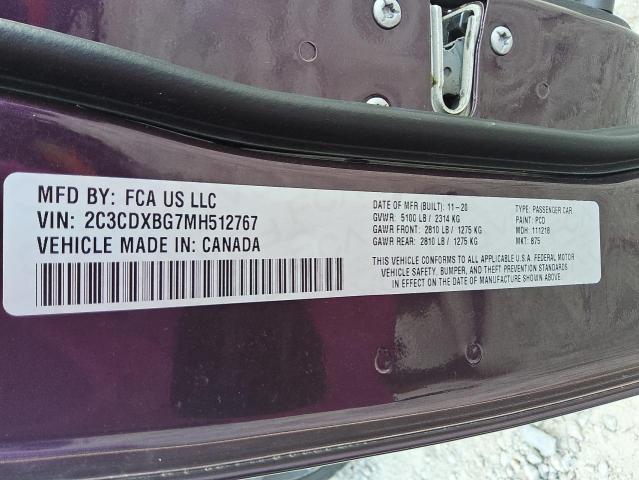 MFD BY: FCA US LLC
VIN: 2C3CDXBG7MH512767
VEHICLE MADE IN: CANADA
DATE OF MFR (BUILT): 11-20
GVWR: 5100 LB / 2314 KG
GAWR FRONT: 2810 LB / 1275 KG
GAWR REAR: 2810 LB / 1275 KG
TYPE: PASSENGER CAR
PAINT: PCD
MDH: 111218
MKT: 875
THIS VEHICLE CONFORMS TO ALL APPLICABLE U.S.A. FEDERAL MOTOR
VEHICLE SAFETY, BUMPER, AND THEFT PREVENTION STANDARDS
IN EFFECT ON THE DATE OF MANUFACTURE SHOWN ABOVE.